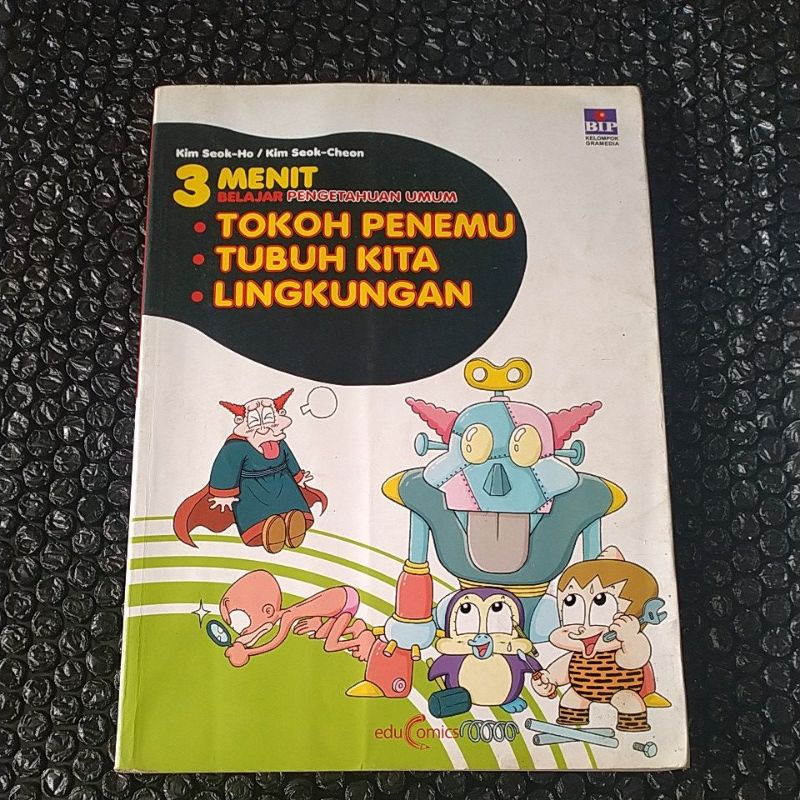 BIP
KELOMPOK
GRAMEDIA
Kim Seok-Ho / Kim Seok-Cheon
3 MENIT
BELAJAR PENGETAHUAN UMUM
• TOKOH PENEMU
• TUBUH KITA
• LINGKUNGAN
eduComics